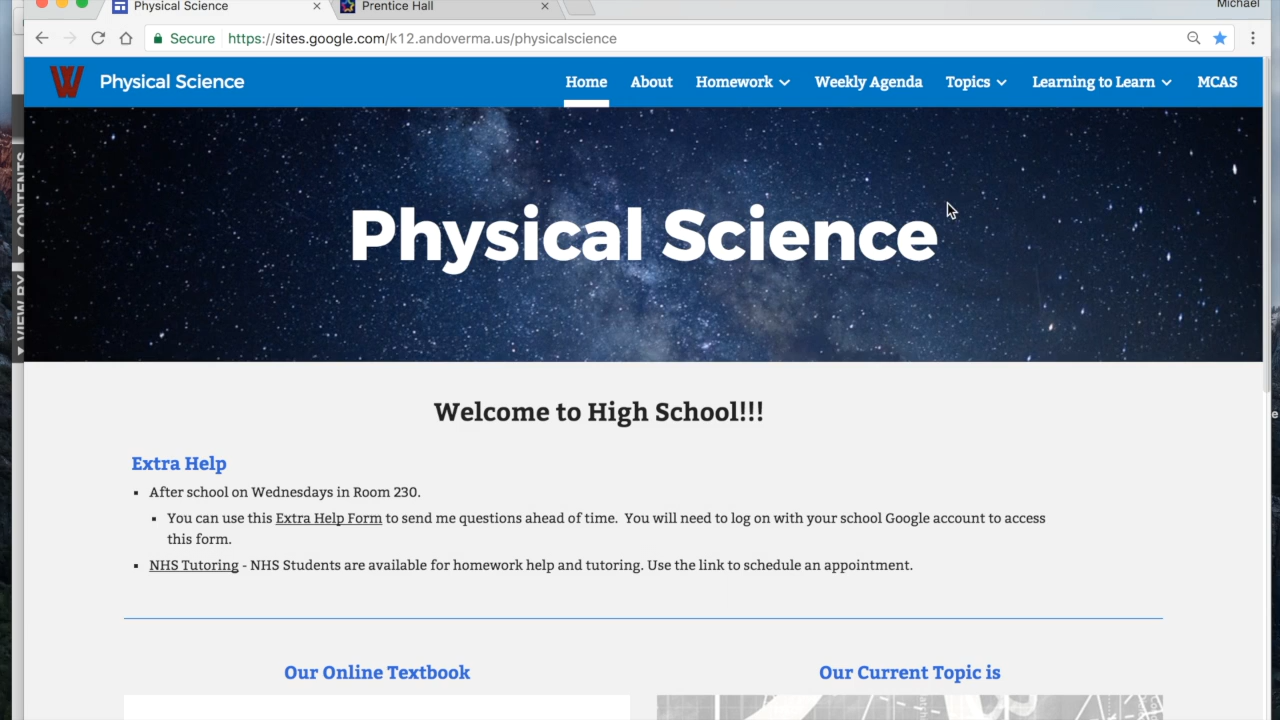 Michael
Physical Science
Prentice Hall
Secure https://sites.google.com/k12.andoverma.us/physicalscience
W Physical Science Home About Homework Weekly Agenda Topics Learning to Learn MCAS
VIEW BY CONTENTS
Physical Science
Welcome to High School!!!
Extra Help
After school on Wednesdays in Room 230.
You can use this Extra Help Form to send me questions ahead of time. You will need to log on with your school Google account to access
this form.
NHS Tutoring - NHS Students are available for homework help and tutoring. Use the link to schedule an appointment.
Our Online Textbook
Our Current Topic is